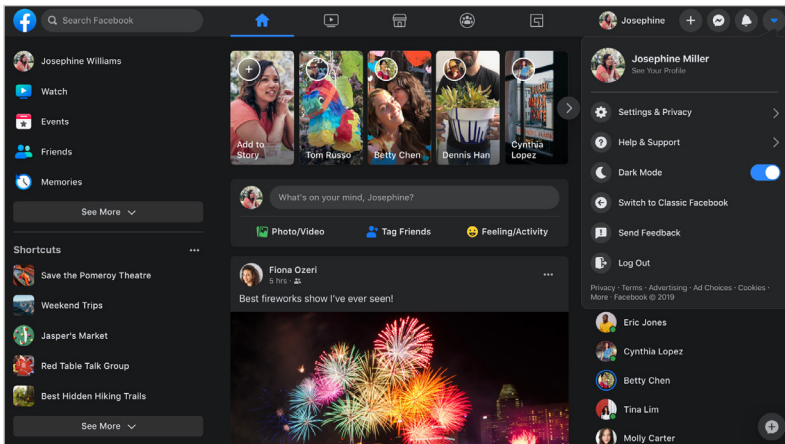 Search Facebook
Josephine
Josephine Williams
Watch
Events
Friends
Memories
See More
Shortcuts
Save the Pomeroy Theatre
Weekend Trips
Jasper's Market
Red Table Talk Group
Best Hidden Hiking Trails
See More
Add to
Story
Tom Russo
Betty Chen
Dennis Han
Cynthia
Lopez
What's on your mind, Josephine?
Photo/Video
Tag Friends
Feeling/Activity
Fiona Ozeri
5 hrs ·
Best fireworks show I've ever seen!
Josephine Miller
See Your Profile
Settings & Privacy
Help & Support
Dark Mode
Switch to Classic Facebook
Send Feedback
Log Out
Privacy · Terms · Advertising · Ad Choices · Cookies ·
More · Facebook © 2019
Eric Jones
Cynthia Lopez
Betty Chen
Tina Lim
Molly Carter